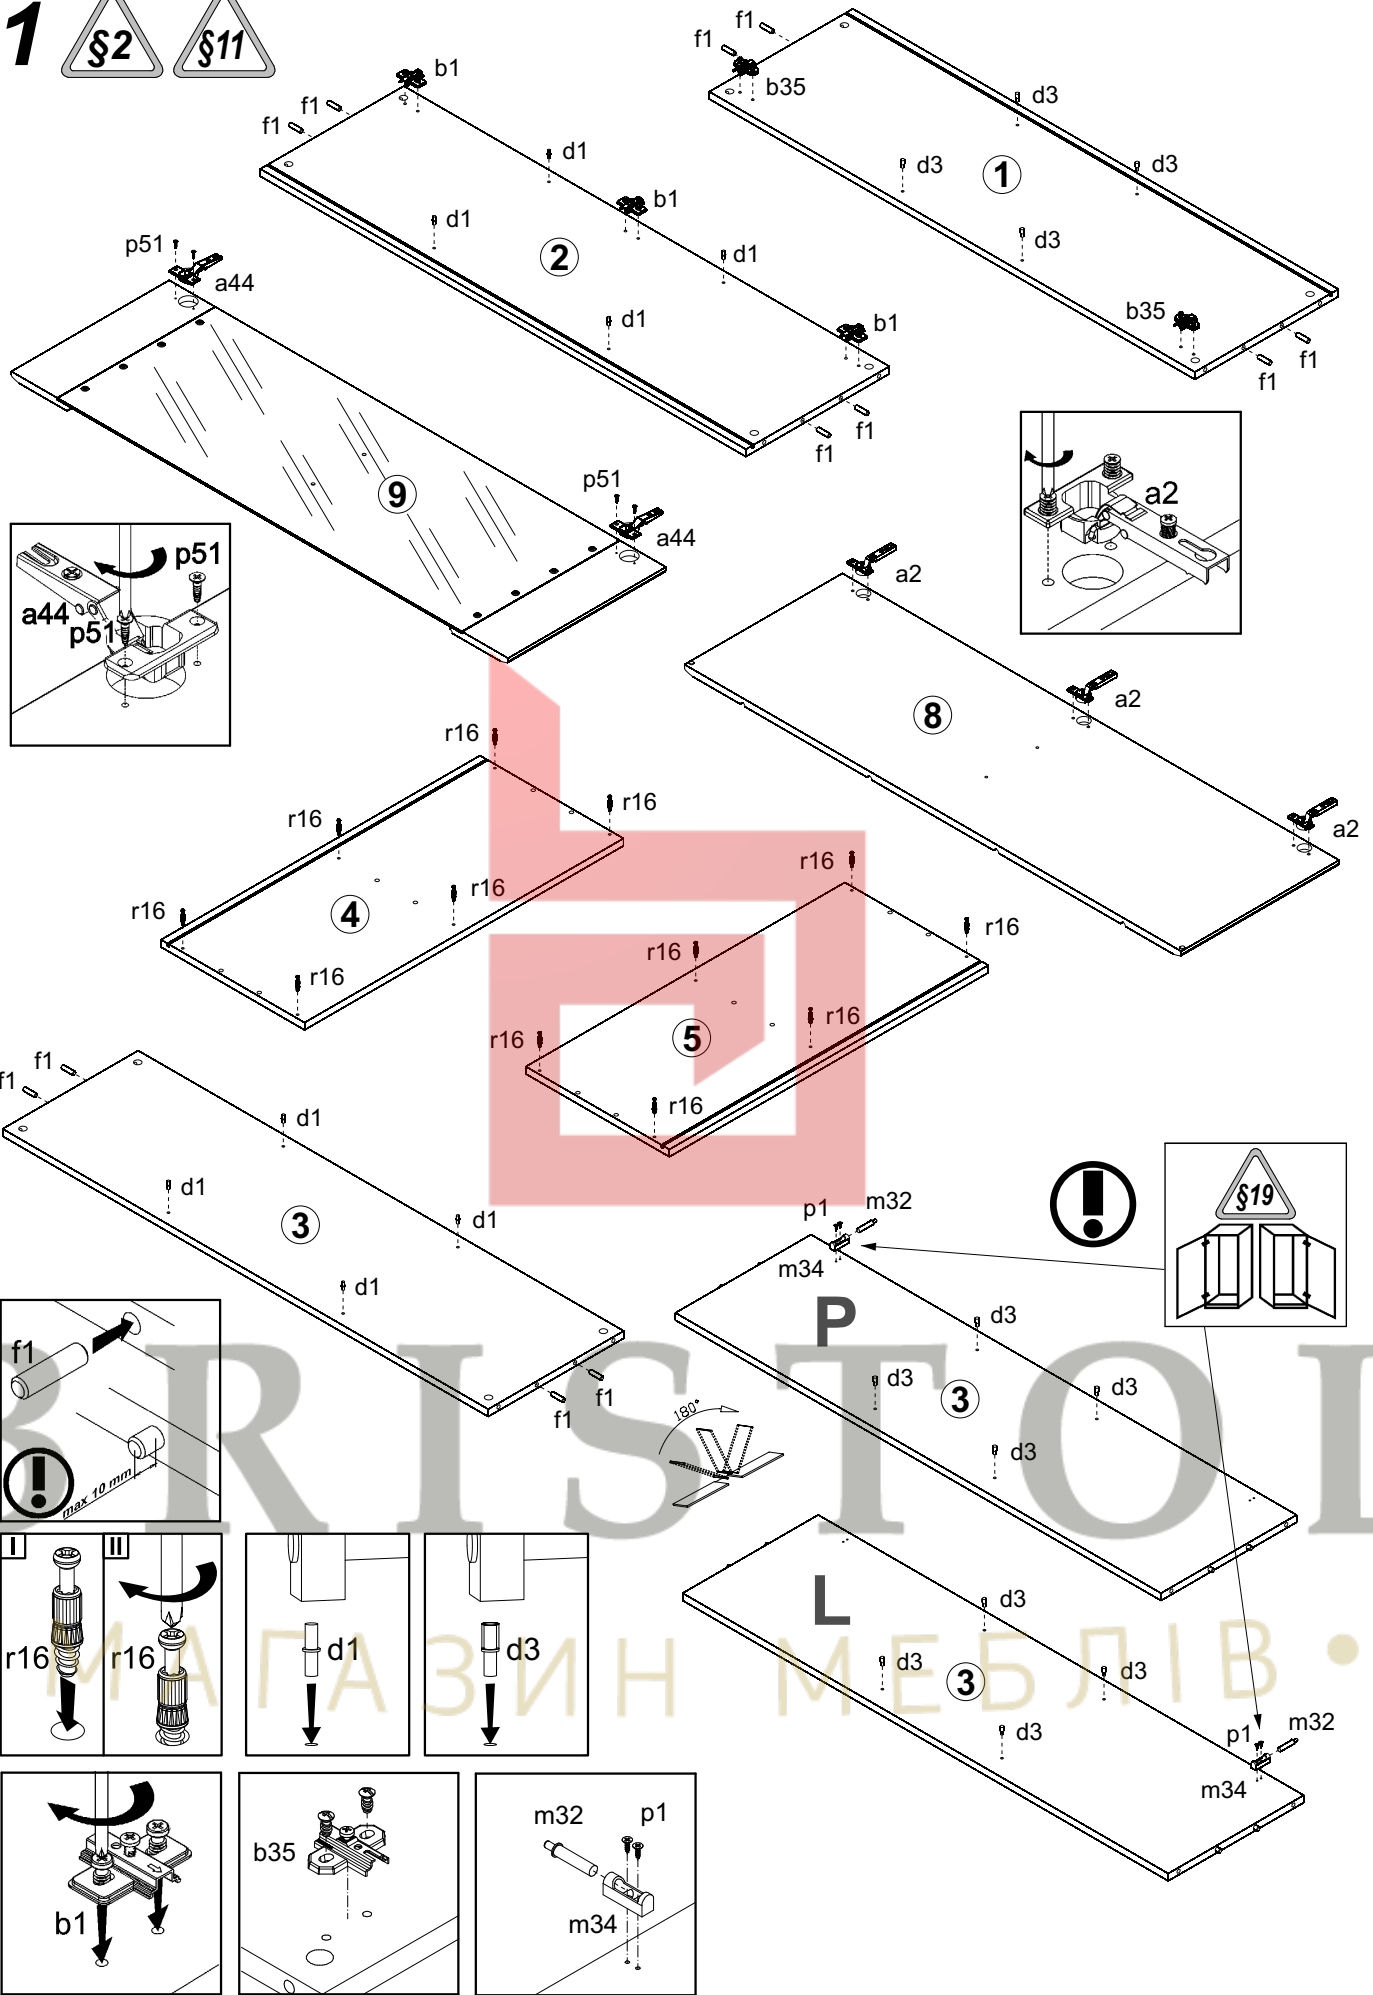 1 §2 §11
f1
f1
b35
d3
d3
d3
d3
1
b35
f1
f1
b1
f1
f1
d1
b1
d1
2
d1
d1
b1
f1
f1
p51
a44
9
p51
a44
p51
a44
p51
a2
a2
a2
a2
8
r16
r16
r16
r16
r16
r16
4
r16
r16
r16
r16
r16
r16
5
f1
f1
d1
d1
d1
d1
3
f1
f1
§19
p1
m32
m34
P
d3
d3
d3
d3
3
180°
f1
max 10 mm
BRISTOL
L
d3
d3
d3
d3
3
p1
m32
m34
I
II
r16
r16
d1
d3
МАГАЗИН МЕБЛІВ •
b1
b35
m32
p1
m34